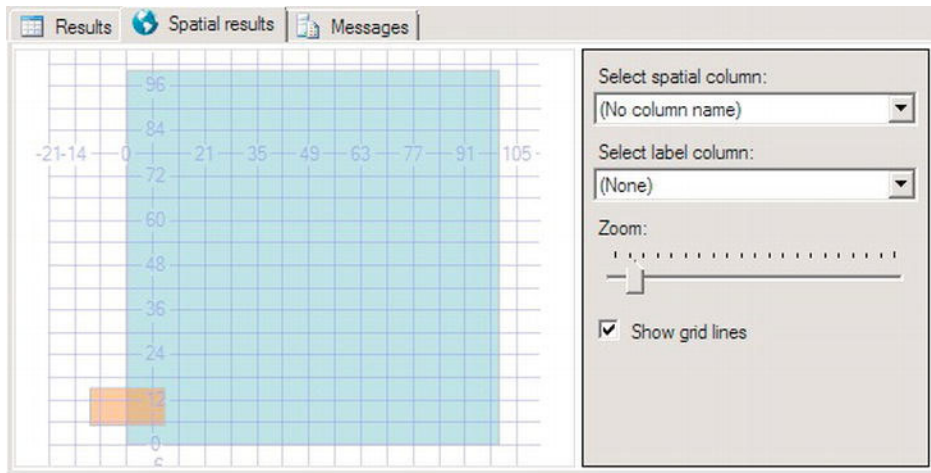 Results Spatial results Messages
96
84
-21-14 0 21 35 49 63 77 91 105
72
60
48
36
24
12
0
Select spatial column:
(No column name)
Select label column:
(None)
Zoom:
Show grid lines